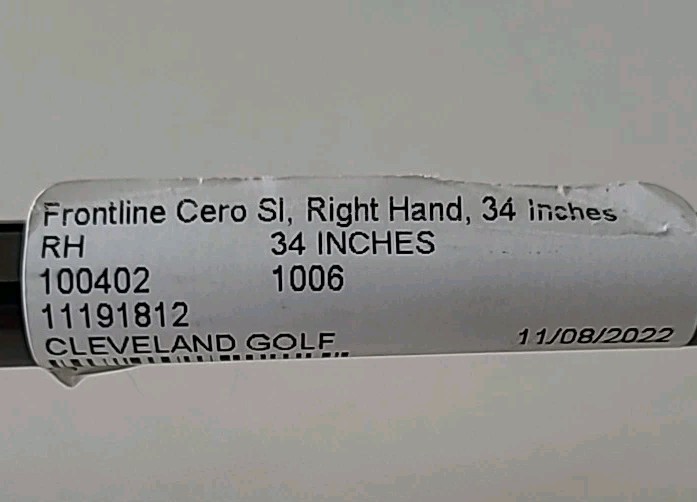 Frontline Cero SI, Right Hand, 34 inches
RH 34 INCHES
100402 1006
11191812
CLEVELAND GOLF 11/08/2022